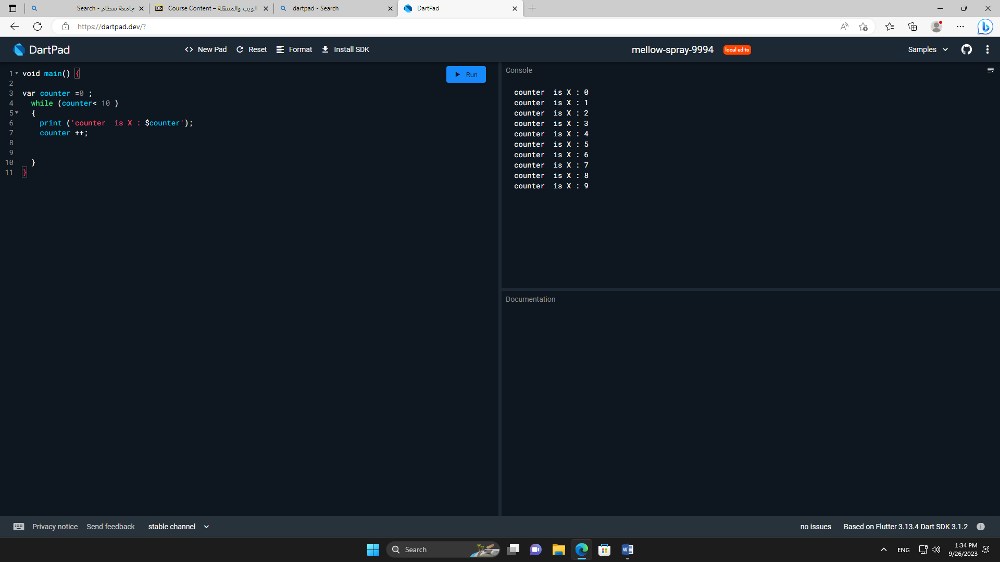 Search - جامعة سطام
Course Content – الويب والمتنقلة
dartpad - Search
DartPad
https://dartpad.dev/?
DartPad
New Pad
Reset
Format
Install SDK
mellow-spray-9994
local edits
Samples
1 void main() {
2
3 var counter =0 ;
4 while (counter< 10 )
5 {
6 print ('counter  is X : $counter');
7 counter ++;
8
9
10 }
11 }
Run
Console
counter  is X : 0
counter  is X : 1
counter  is X : 2
counter  is X : 3
counter  is X : 4
counter  is X : 5
counter  is X : 6
counter  is X : 7
counter  is X : 8
counter  is X : 9
Documentation
Privacy notice
Send feedback
stable channel
no issues
Based on Flutter 3.13.4 Dart SDK 3.1.2
Search
ENG
1:34 PM
9/26/2023